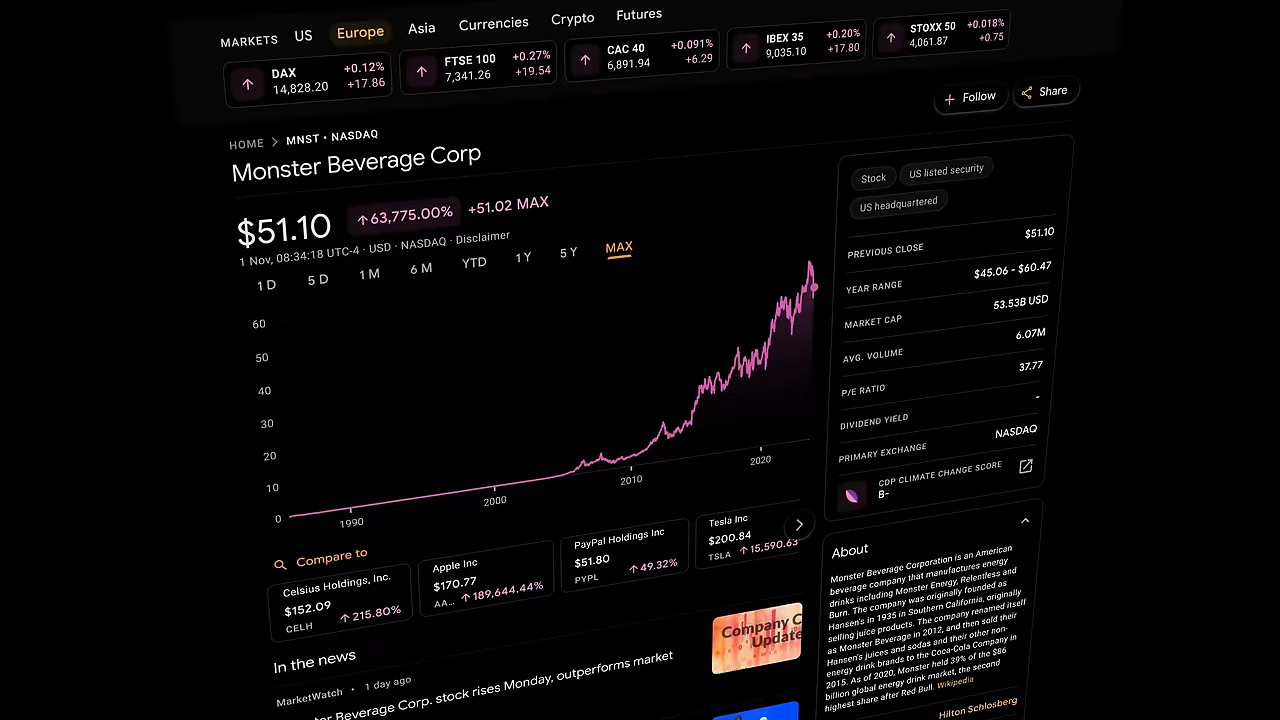 MARKETS US Europe Asia Currencies Crypto Futures
DAX +0.12%
14,828.20 +17.86
FTSE 100 +0.27%
7,341.26 +19.54
CAC 40 +0.091%
6,891.94 +6.29
IBEX 35 +0.20%
9,035.10 +17.80
STOXX 50 +0.018%
4,061.87 +0.75
+ Follow
Share
HOME > MNST • NASDAQ
Monster Beverage Corp
$51.10 ↑63,775.00% +51.02 MAX
1 Nov, 08:34:18 UTC-4 · USD · NASDAQ · Disclaimer
1 D 5 D 1 M 6 M YTD 1 Y 5 Y MAX
60
50
40
30
20
10
0
1990 2000 2010 2020
Compare to
Celsius Holdings, Inc.
$152.09
CELH ↑215.80%
Apple Inc
$170.77
AA... ↑189,644.44%
PayPal Holdings Inc
$51.80
PYPL ↑49.32%
Tesla Inc
$200.84
TSLA ↑15,590.63
In the news
MarketWatch • 1 day ago
Beverage Corp. stock rises Monday, outperforms market
Company C
Update
Stock
US listed security
US headquartered
PREVIOUS CLOSE $51.10
YEAR RANGE $45.06 - $60.47
MARKET CAP 53.53B USD
AVG. VOLUME 6.07M
P/E RATIO 37.77
DIVIDEND YIELD -
PRIMARY EXCHANGE NASDAQ
CDP CLIMATE CHANGE SCORE
B-
About
Monster Beverage Corporation is an American
beverage company that manufactures energy
drinks including Monster Energy, Relentless and
Burn. The company was originally founded as
Hansen's in 1935 in Southern California, originally
selling juice products. The company renamed itself
as Monster Beverage in 2012, and then sold their
Hansen's juices and sodas and their other non-
energy drink brands to the Coca-Cola Company in
2015. As of 2020, Monster held 39% of the $86
billion global energy drink market, the second
highest share after Red Bull. Wikipedia
Hilton Schlosberg